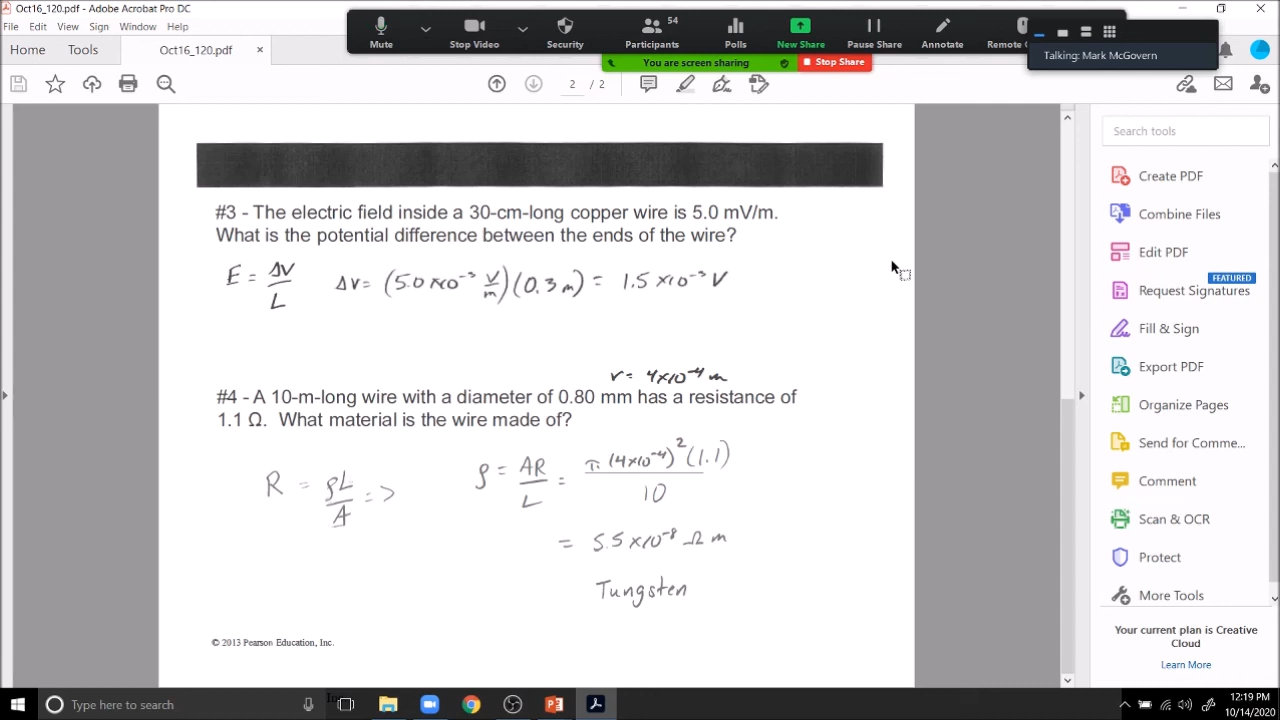 Oct16_120.pdf - Adobe Acrobat Pro DC
File Edit View Sign Window Help
Home Tools Oct16_120.pdf ×
Mute Stop Video Security Participants 54 Polls New Share Pause Share Annotate Remote Co
You are screen sharing Stop Share
Talking: Mark McGovern
2 / 2
Search tools
Create PDF
Combine Files
Edit PDF
FEATURED
Request Signatures
Fill & Sign
Export PDF
Organize Pages
Send for Comme...
Comment
Scan & OCR
Protect
More Tools
Your current plan is Creative
Cloud
Learn More
#3 - The electric field inside a 30-cm-long copper wire is 5.0 mV/m.
What is the potential difference between the ends of the wire?
E = ΔV/L ΔV = (5.0×10⁻³ V/m)(0.3 m) = 1.5×10⁻³ V
r = 4×10⁻⁴ m
#4 - A 10-m-long wire with a diameter of 0.80 mm has a resistance of
1.1 Ω. What material is the wire made of?
R = ρL/A => ρ = AR/L = π(4×10⁻⁴)²(1.1)/10
= 5.5×10⁻⁸ Ω m
Tungsten
© 2013 Pearson Education, Inc.
Type here to search
12:19 PM
10/14/2020